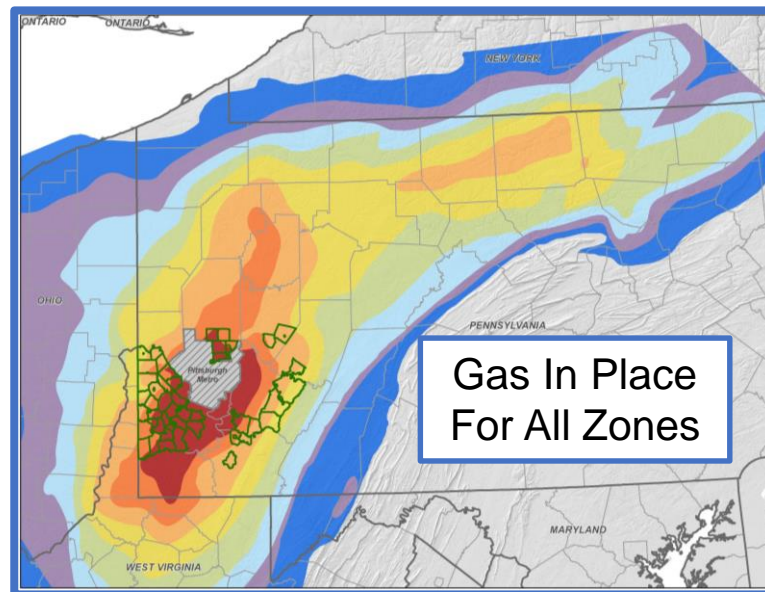 ONTARIO
ONTARIO
NEW YORK
OHIO
PENNSYLVANIA
Pittsburgh
Metro
Gas In Place
For All Zones
MARYLAND
WEST VIRGINIA